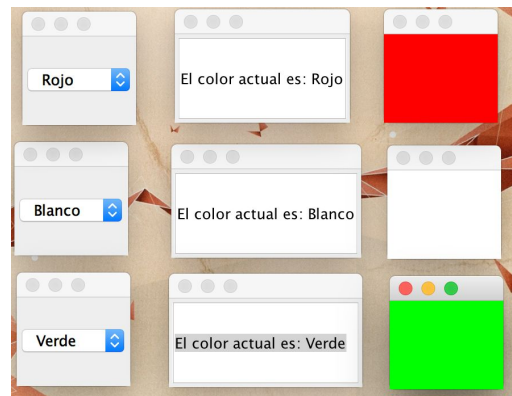 Rojo
El color actual es: Rojo
Blanco
El color actual es: Blanco
Verde
El color actual es: Verde